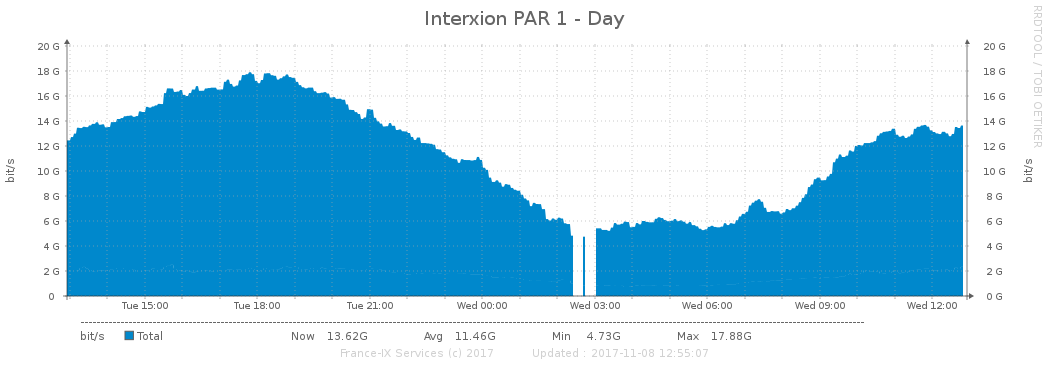 Interxion PAR 1 - Day
RRDTOOL / TOBI OETIKER
bit/s
20 G
18 G
16 G
14 G
12 G
10 G
8 G
6 G
4 G
2 G
0
20 G
18 G
16 G
14 G
12 G
10 G
8 G
6 G
4 G
2 G
0 G
bit/s
Tue 15:00 Tue 18:00 Tue 21:00 Wed 00:00 Wed 03:00 Wed 06:00 Wed 09:00 Wed 12:00
bit/s Total Now 13.62G Avg 11.46G Min 4.73G Max 17.88G
France-IX Services (c) 2017 Updated : 2017-11-08 12:55:07